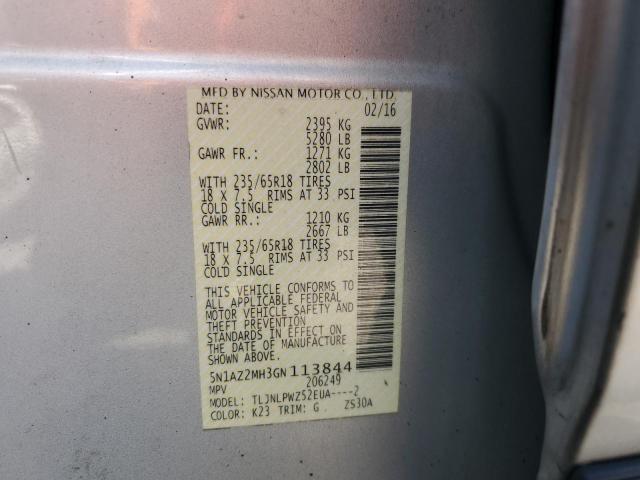 MFD BY NISSAN MOTOR CO., LTD.
DATE: 02/16
GVWR: 2395 KG
5280 LB
GAWR FR.: 1271 KG
2802 LB
WITH 235/65R18 TIRES
18 X 7.5 RIMS AT 33 PSI
COLD SINGLE
GAWR RR.: 1210 KG
2667 LB
WITH 235/65R18 TIRES
18 X 7.5 RIMS AT 33 PSI
COLD SINGLE
THIS VEHICLE CONFORMS TO
ALL APPLICABLE FEDERAL
MOTOR VEHICLE SAFETY AND
THEFT PREVENTION
STANDARDS IN EFFECT ON
THE DATE OF MANUFACTURE
SHOWN ABOVE.
5N1AZ2MH3GN113844
MPV 206249
MODEL: TLJNLPWZ52EUA----2
COLOR: K23 TRIM: G ZS30A